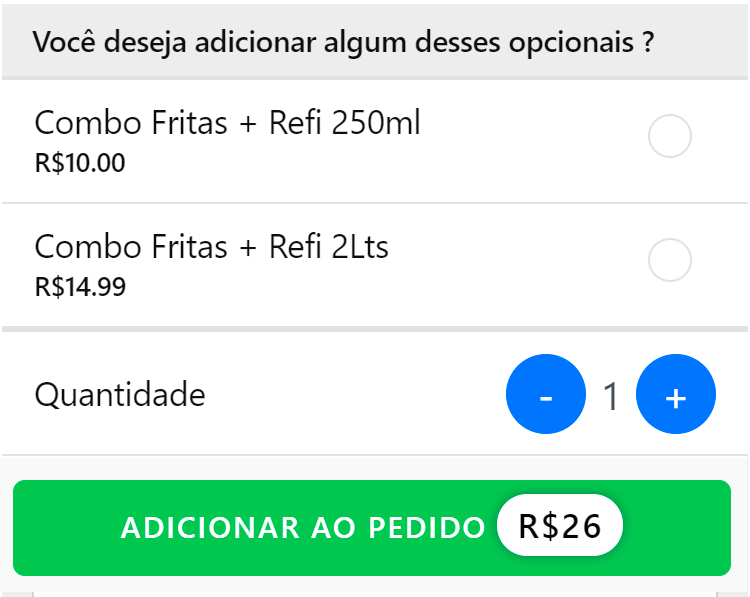 Você deseja adicionar algum desses opcionais ?
Combo Fritas + Refi 250ml
R$10.00
Combo Fritas + Refi 2Lts
R$14.99
Quantidade - 1 +
ADICIONAR AO PEDIDO R$26